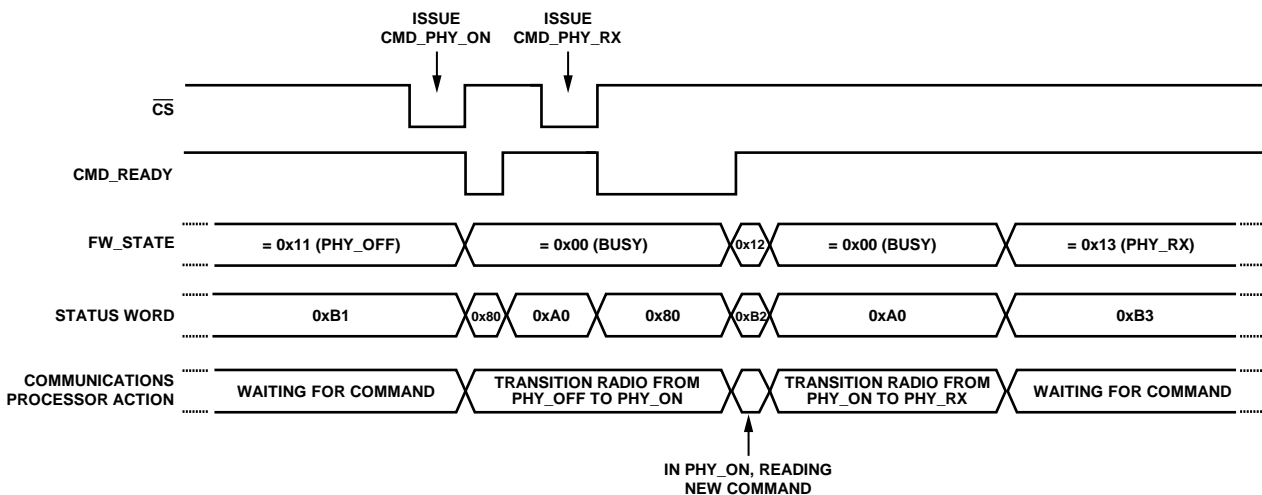 ISSUE
CMD_PHY_ON
ISSUE
CMD_PHY_RX
CS
CMD_READY
FW_STATE
= 0x11 (PHY_OFF)
= 0x00 (BUSY)
0x12
= 0x00 (BUSY)
= 0x13 (PHY_RX)
STATUS WORD
0xB1
0x80
0xA0
0x80
0xB2
0xA0
0xB3
COMMUNICATIONS
PROCESSOR ACTION
WAITING FOR COMMAND
TRANSITION RADIO FROM
PHY_OFF TO PHY_ON
TRANSITION RADIO FROM
PHY_ON TO PHY_RX
WAITING FOR COMMAND
IN PHY_ON, READING
NEW COMMAND